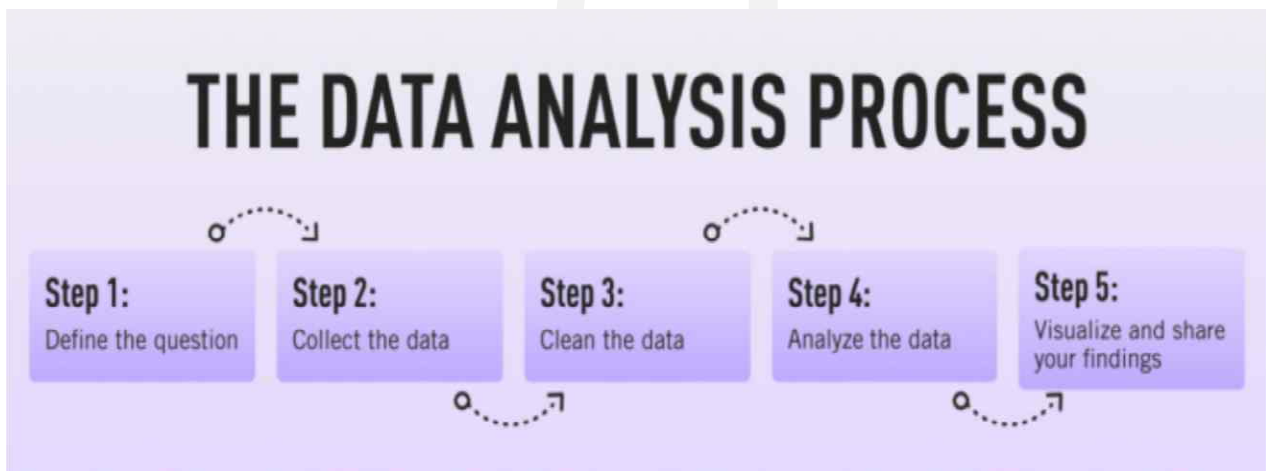 THE DATA ANALYSIS PROCESS
Step 1:
Define the question
Step 2:
Collect the data
Step 3:
Clean the data
Step 4:
Analyze the data
Step 5:
Visualize and share
your findings